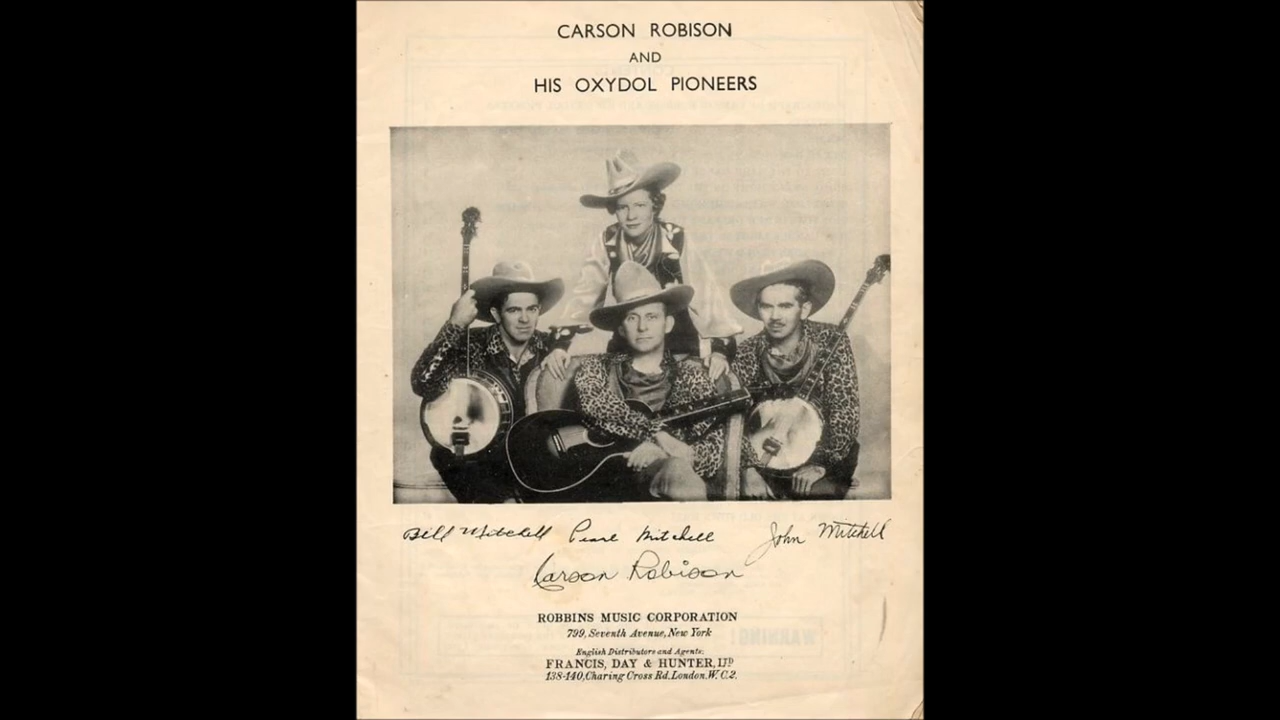 CARSON ROBISON
AND
HIS OXYDOL PIONEERS
Bill Mitchell Pearl Mitchell John Mitchell
Carson Robison
ROBBINS MUSIC CORPORATION
799, Seventh Avenue, New York
English Distributors and Agents:
FRANCIS, DAY & HUNTER, LTD
138-140, Charing Cross Rd. London. W. C. 2.
WARNING!